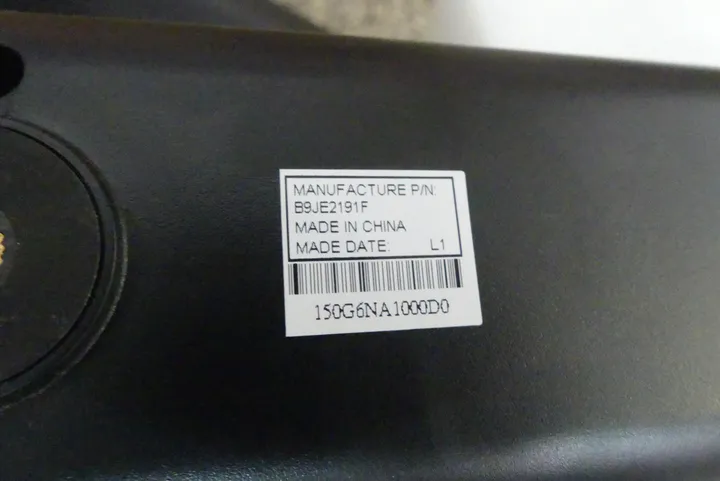 MANUFACTURE P/N:
B9JE2191F
MADE IN CHINA
MADE DATE: L1
150G6NA1000D0